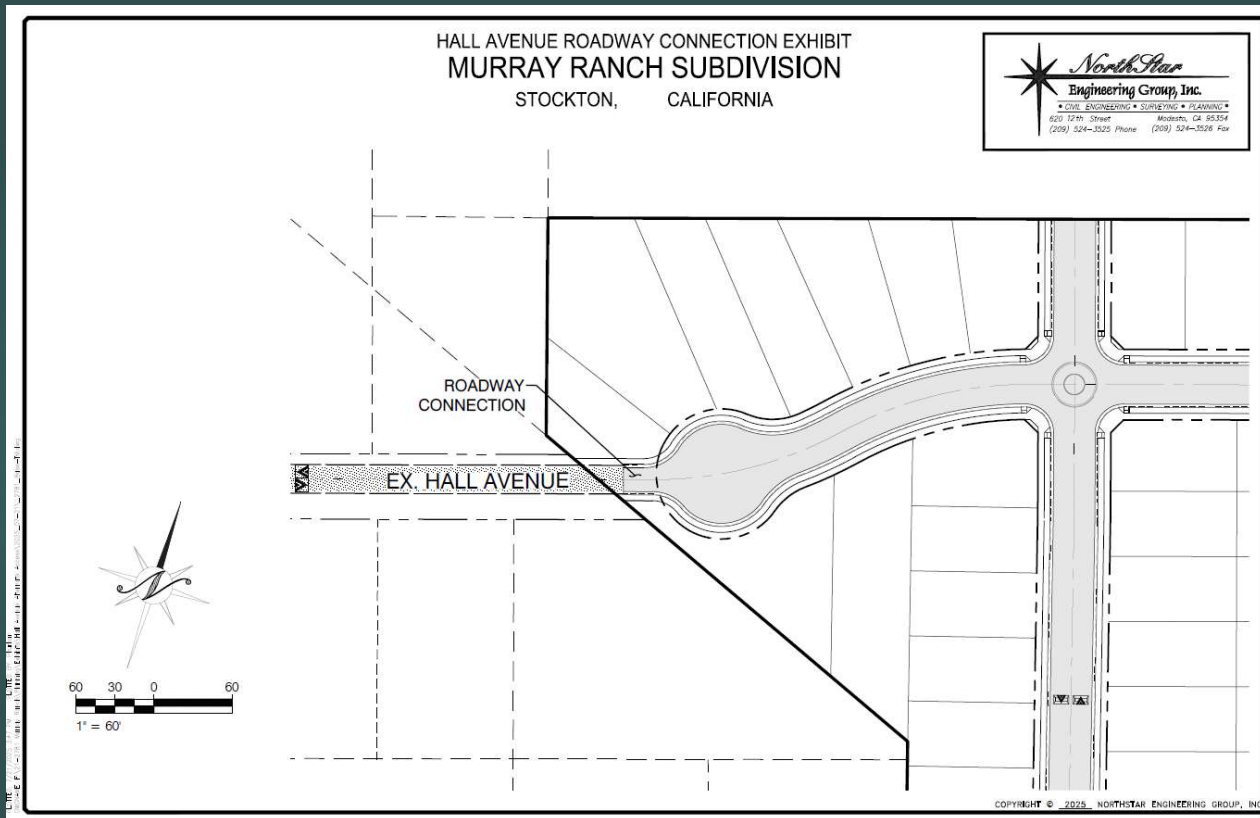 HALL AVENUE ROADWAY CONNECTION EXHIBIT
MURRAY RANCH SUBDIVISION
STOCKTON, CALIFORNIA
NorthStar
Engineering Group, Inc.
• CIVIL ENGINEERING • SURVEYING • PLANNING •
620 12th Street Modesto, CA 95354
(209) 524-3525 Phone (209) 524-3526 Fax
ROADWAY
CONNECTION
EX. HALL AVENUE
60 30 0 60
1" = 60'
COPYRIGHT © 2025 NORTHSTAR ENGINEERING GROUP, INC